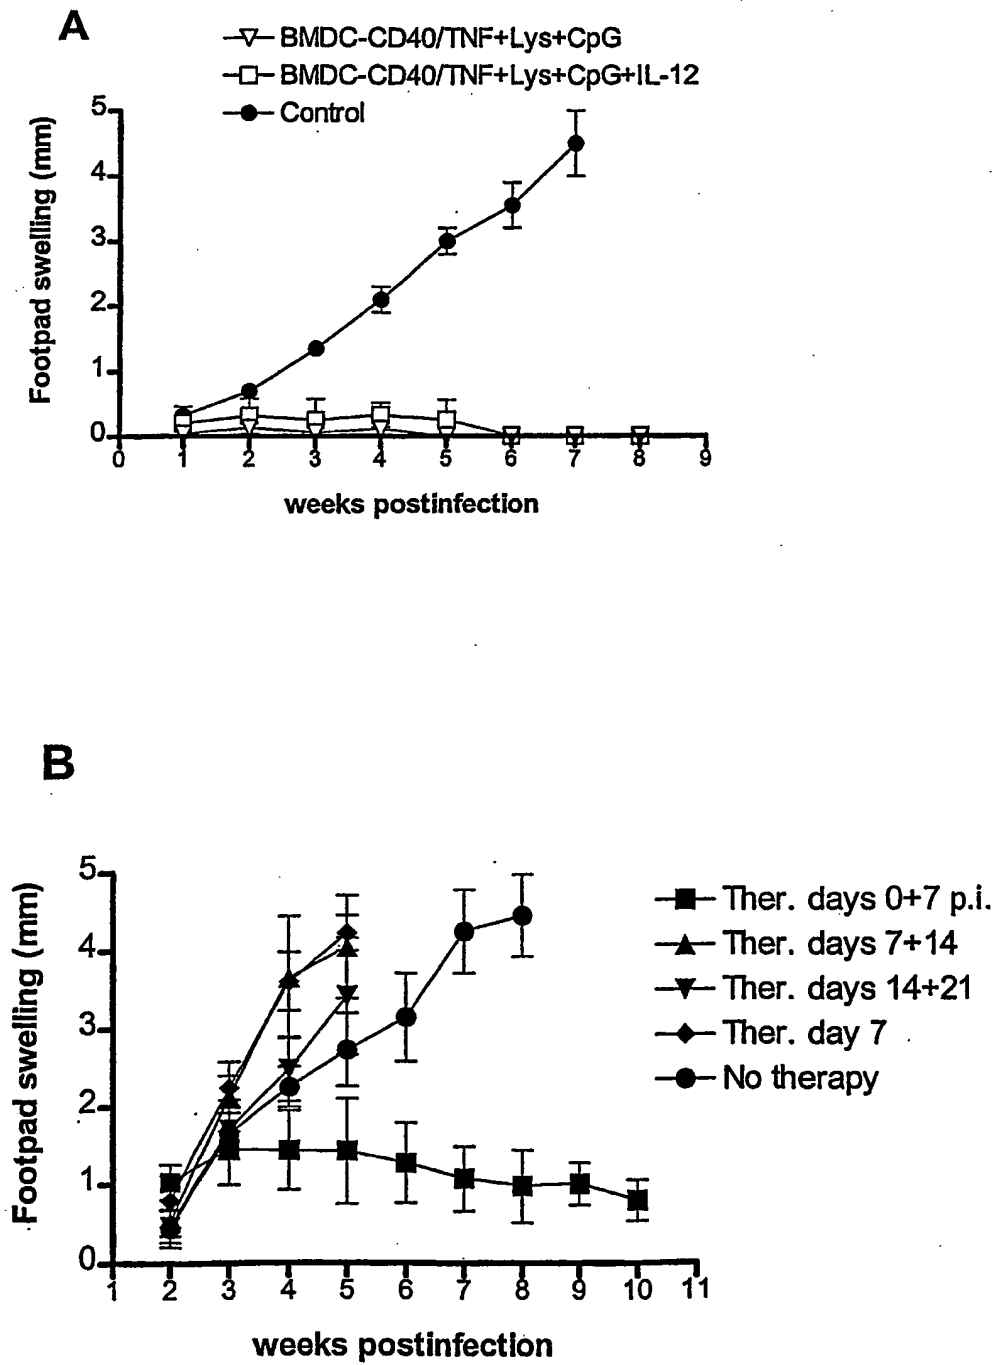 A
BMDC-CD40/TNF+Lys+CpG
BMDC-CD40/TNF+Lys+CpG+IL-12
Control
Footpad swelling (mm)
5
4
3
2
1
0
0 1 2 3 4 5 6 7 8 9
weeks postinfection
B
Footpad swelling (mm)
5
4
3
2
1
0
1 2 3 4 5 6 7 8 9 10 11
weeks postinfection
Ther. days 0+7 p.i.
Ther. days 7+14
Ther. days 14+21
Ther. day 7
No therapy